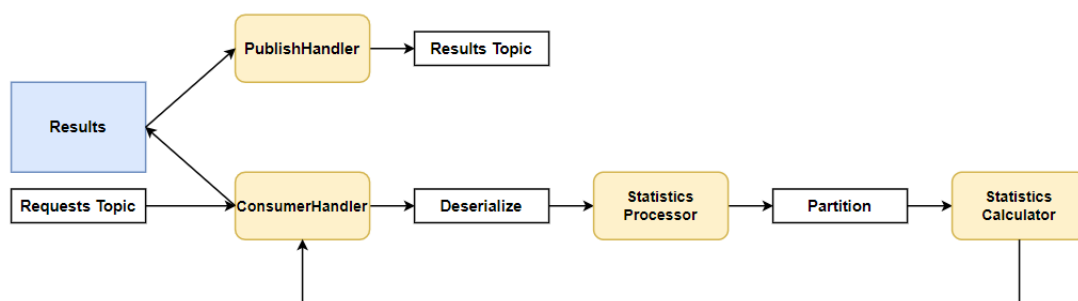 PublishHandler
Results Topic
Results
Requests Topic
ConsumerHandler
Deserialize
Statistics
Processor
Partition
Statistics
Calculator